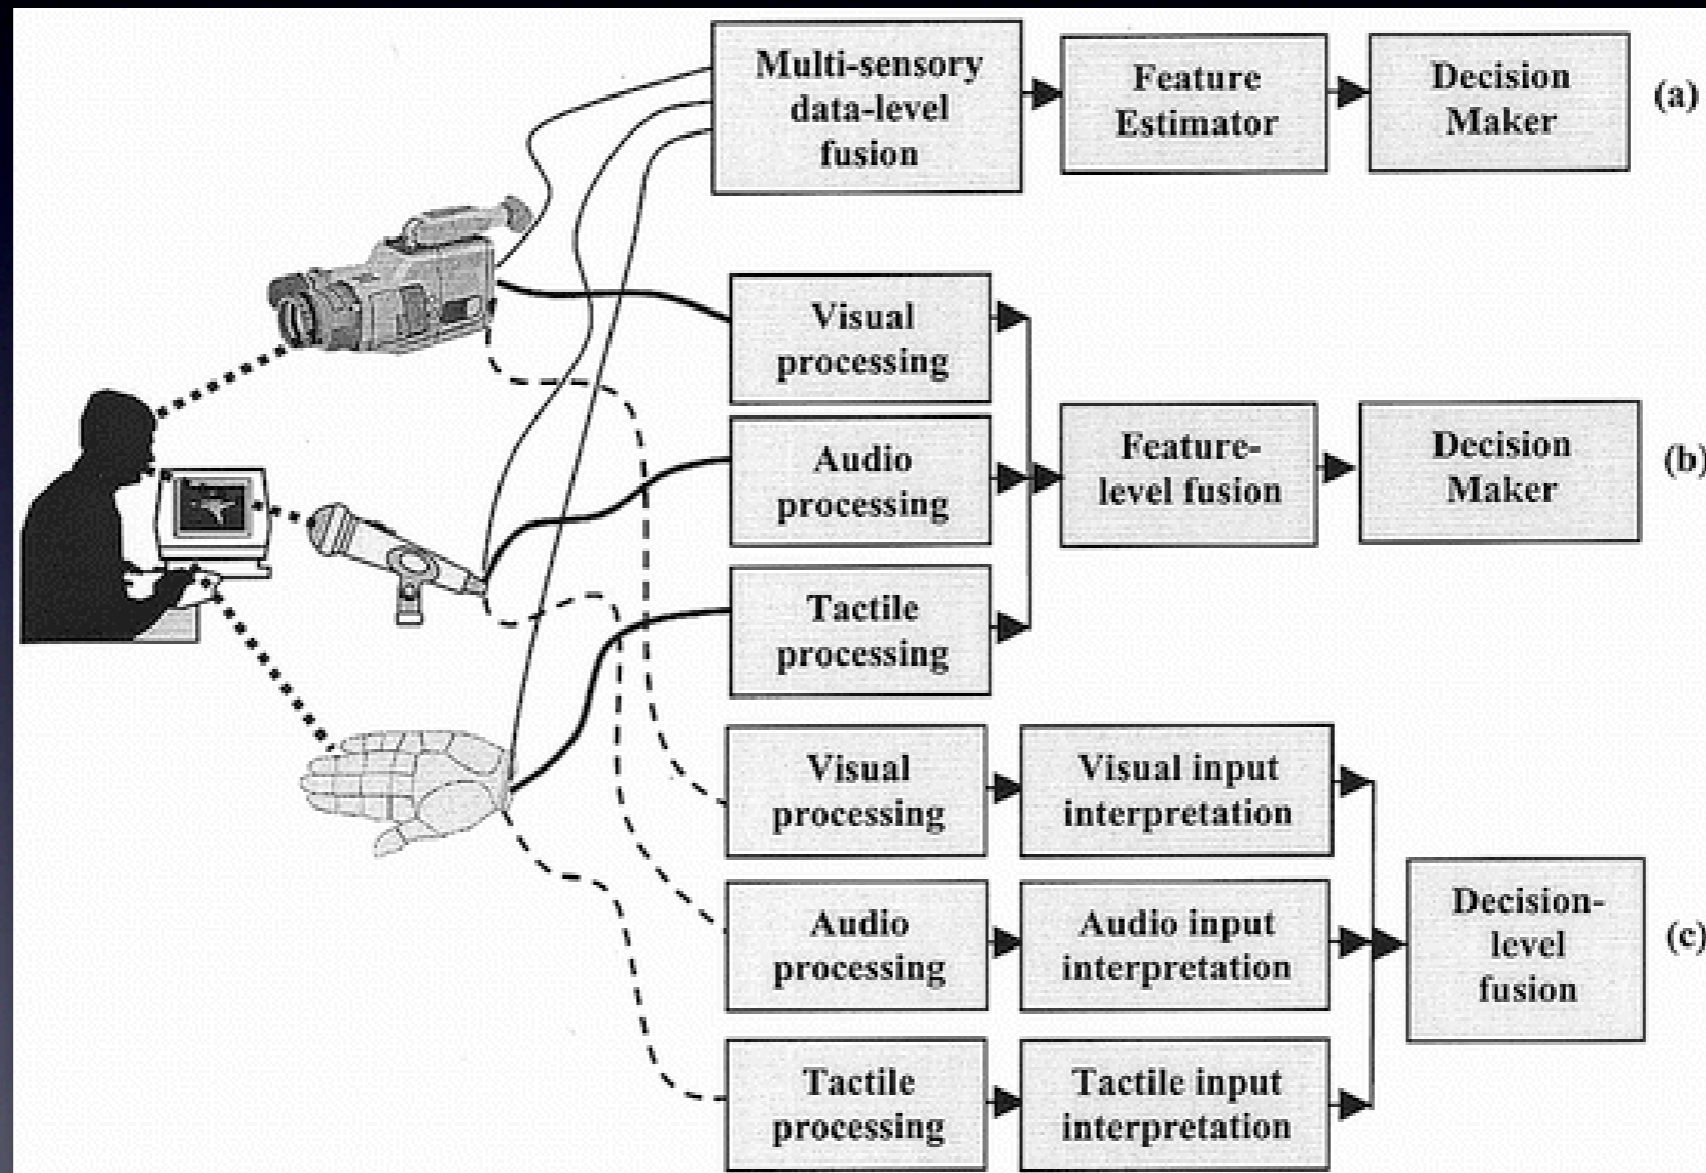 Multi-sensory
data-level
fusion
Feature
Estimator
Decision
Maker
(a)
Visual
processing
Audio
processing
Tactile
processing
Feature-
level fusion
Decision
Maker
(b)
Visual
processing
Visual input
interpretation
Audio
processing
Audio input
interpretation
Tactile
processing
Tactile input
interpretation
Decision-
level
fusion
(c)